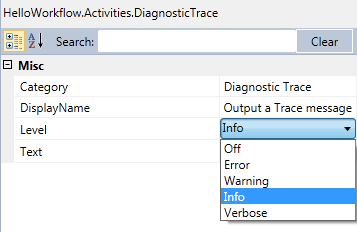 HelloWorkflow.Activities.DiagnosticTrace
A Z Search: Clear
Misc
Category Diagnostic Trace
DisplayName Output a Trace message
Level Info
Text
Off
Error
Warning
Info
Verbose